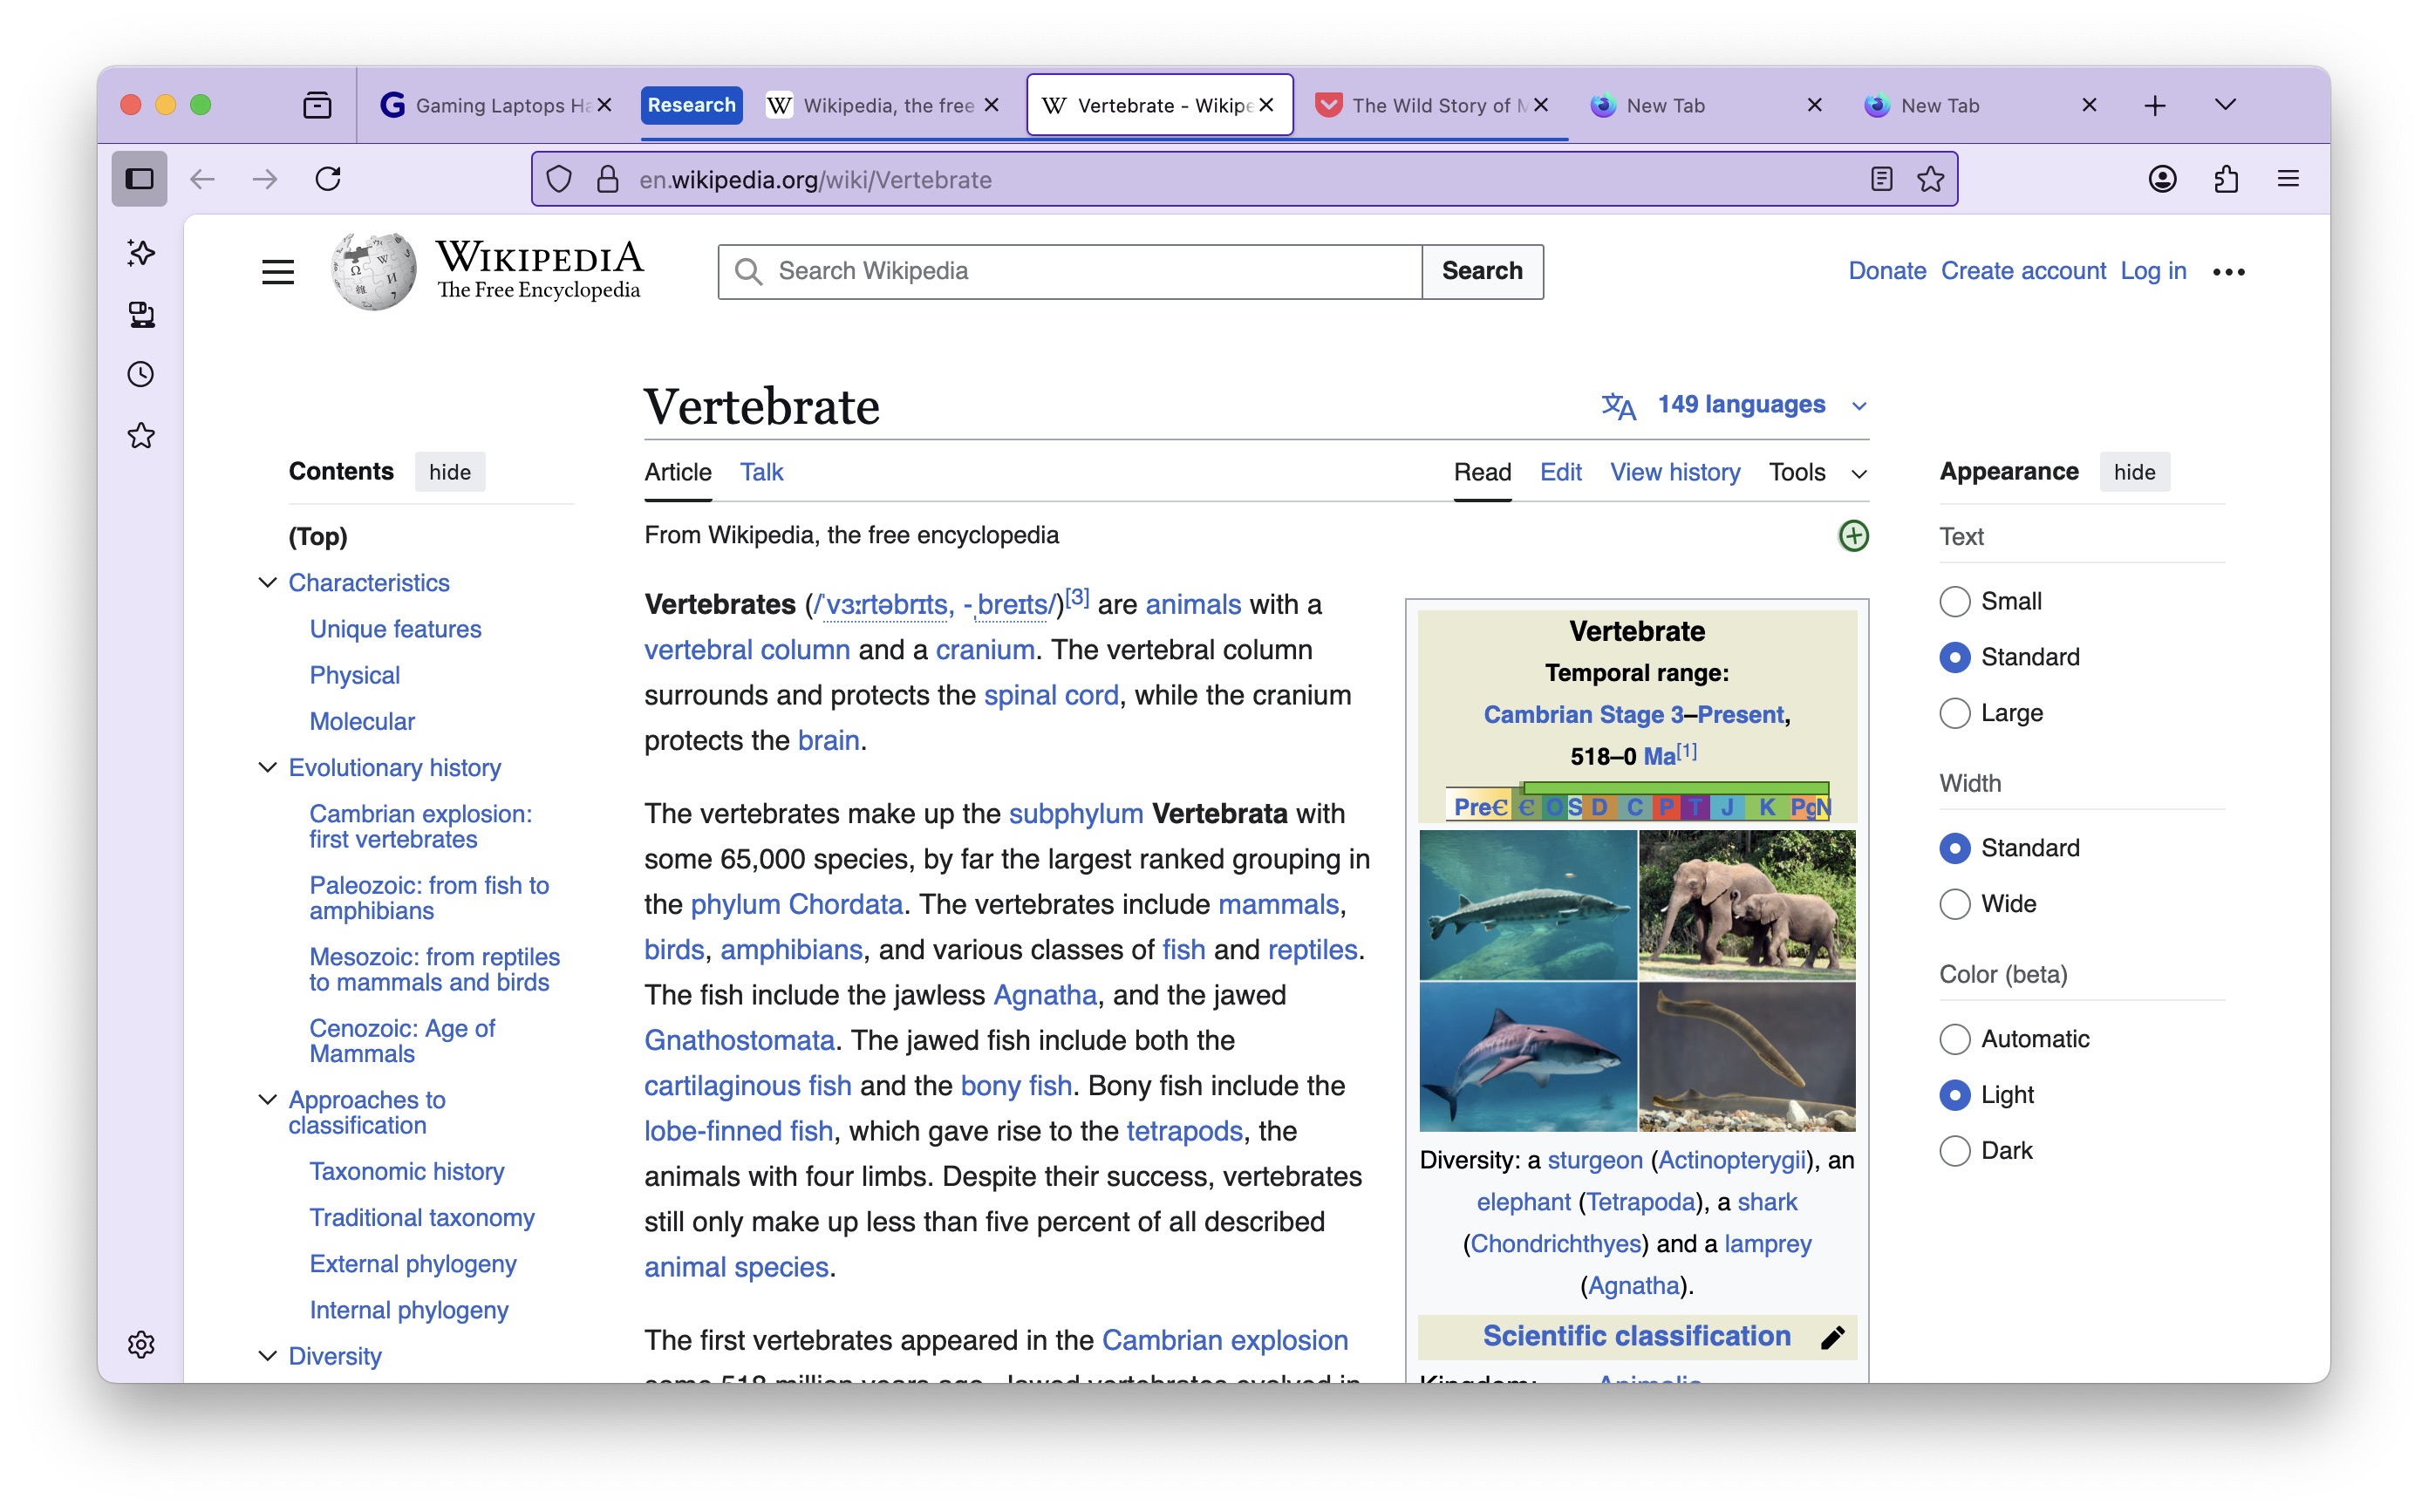 Gaming Laptops Ha
Research
Wikipedia, the free
Vertebrate - Wikipe
The Wild Story of M
New Tab
New Tab
en.wikipedia.org/wiki/Vertebrate
WIKIPEDIA
The Free Encyclopedia
Search Wikipedia
Search
Donate Create account Log in
Vertebrate
149 languages
Article Talk
Read Edit View history Tools
From Wikipedia, the free encyclopedia
Contents hide
(Top)
Characteristics
Unique features
Physical
Molecular
Evolutionary history
Cambrian explosion:
first vertebrates
Paleozoic: from fish to
amphibians
Mesozoic: from reptiles
to mammals and birds
Cenozoic: Age of
Mammals
Approaches to
classification
Taxonomic history
Traditional taxonomy
External phylogeny
Internal phylogeny
Diversity
Vertebrates (/ˈvɜːrtəbrɪts, -ˌbreɪts/)[3] are animals with a
vertebral column and a cranium. The vertebral column
surrounds and protects the spinal cord, while the cranium
protects the brain.
The vertebrates make up the subphylum Vertebrata with
some 65,000 species, by far the largest ranked grouping in
the phylum Chordata. The vertebrates include mammals,
birds, amphibians, and various classes of fish and reptiles.
The fish include the jawless Agnatha, and the jawed
Gnathostomata. The jawed fish include both the
cartilaginous fish and the bony fish. Bony fish include the
lobe-finned fish, which gave rise to the tetrapods, the
animals with four limbs. Despite their success, vertebrates
still only make up less than five percent of all described
animal species.
The first vertebrates appeared in the Cambrian explosion
some 518 million years ago. Jawed vertebrates evolved in
Vertebrate
Temporal range:
Cambrian Stage 3–Present,
518–0 Ma[1]
PreꞒ Ꞓ O S D C P T J K Pg N
Diversity: a sturgeon (Actinopterygii), an
elephant (Tetrapoda), a shark
(Chondrichthyes) and a lamprey
(Agnatha).
Scientific classification
Kingdom: Animalia
Appearance hide
Text
Small
Standard
Large
Width
Standard
Wide
Color (beta)
Automatic
Light
Dark